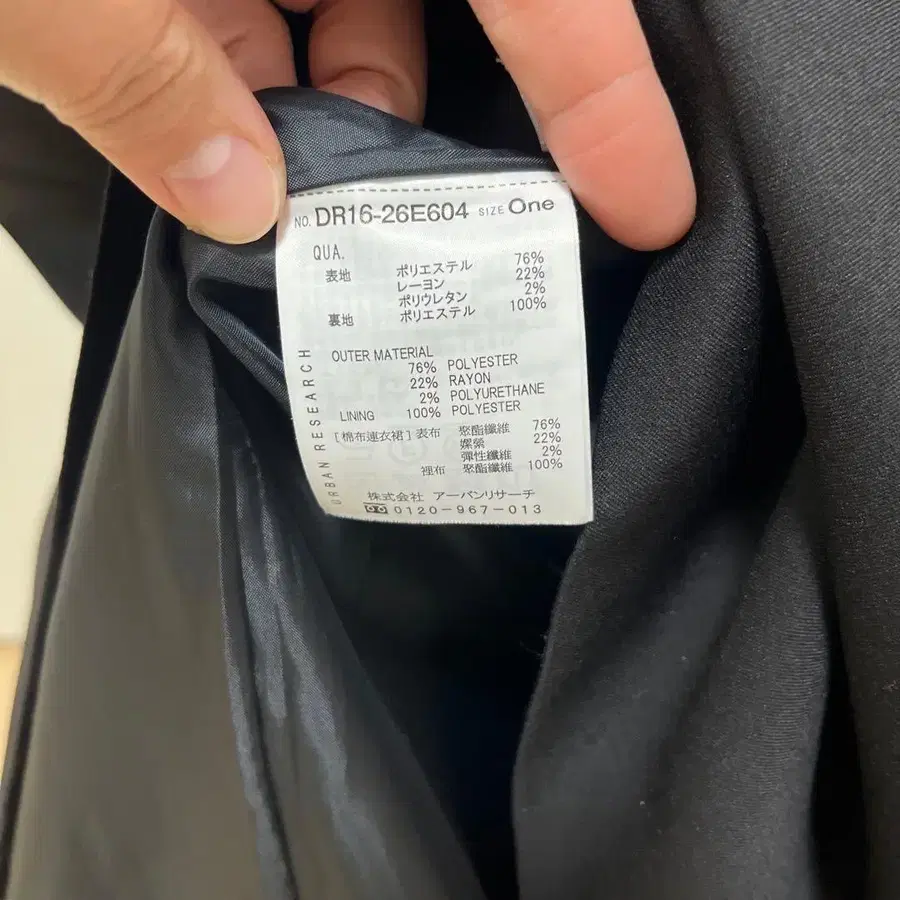 NO. DR16-26E604 SIZE One
QUA.
表地 ポリエステル 76%
レーヨン 22%
ポリウレタン 2%
裏地 ポリエステル 100%
URBAN RESEARCH
OUTER MATERIAL
76% POLYESTER
22% RAYON
2% POLYURETHANE
LINING 100% POLYESTER
[棉布連衣裙] 表布 聚酯纖維 76%
嫘縈 22%
彈性纖維 2%
裡布 聚酯纖維 100%
株式会社 アーバンリサーチ
0120-967-013